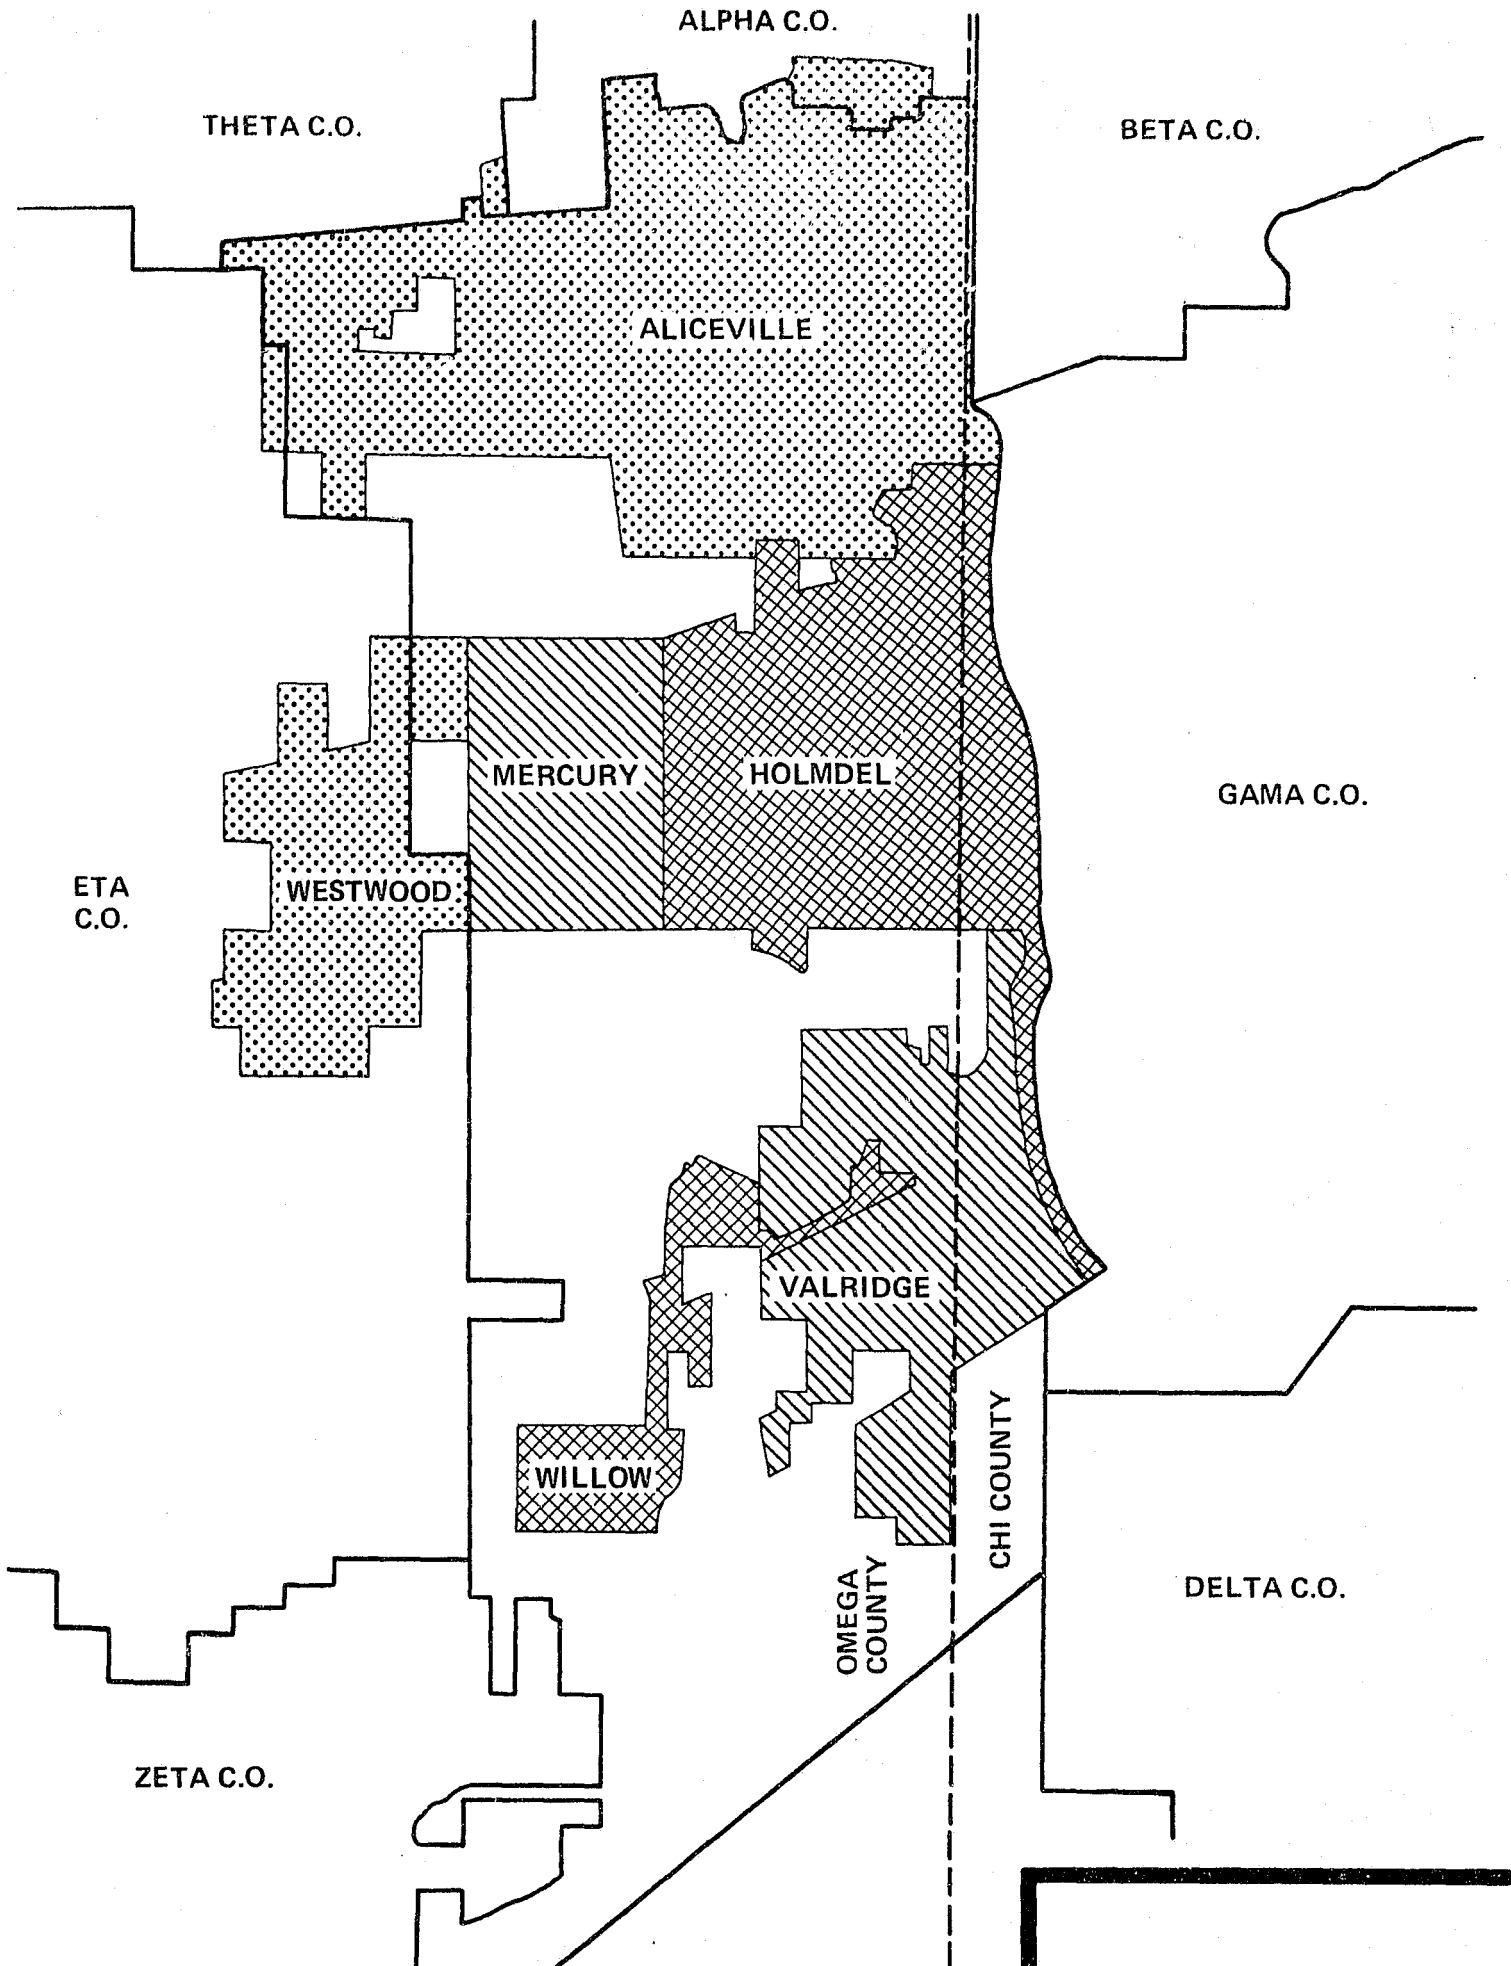 ALPHA C.O.
THETA C.O.
BETA C.O.
ALICEVILLE
MERCURY
HOLMDEL
GAMA C.O.
ETA
C.O.
WESTWOOD
VALRIDGE
WILLOW
CHI COUNTY
OMEGA
COUNTY
DELTA C.O.
ZETA C.O.